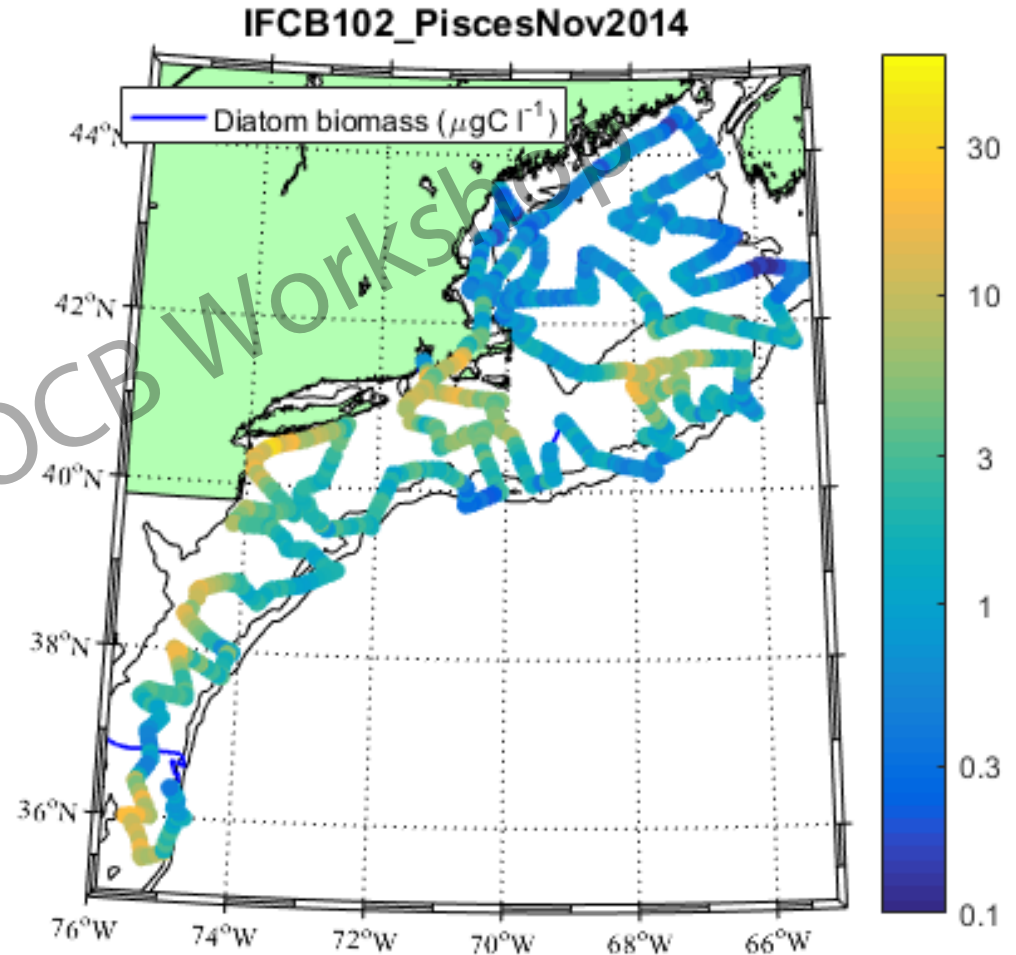 IFCB102_PiscesNov2014
Diatom biomass (μgC l⁻¹)
44°N
42°N
40°N
38°N
36°N
76°W 74°W 72°W 70°W 68°W 66°W
30
10
3
1
0.3
0.1
OCB Workshop